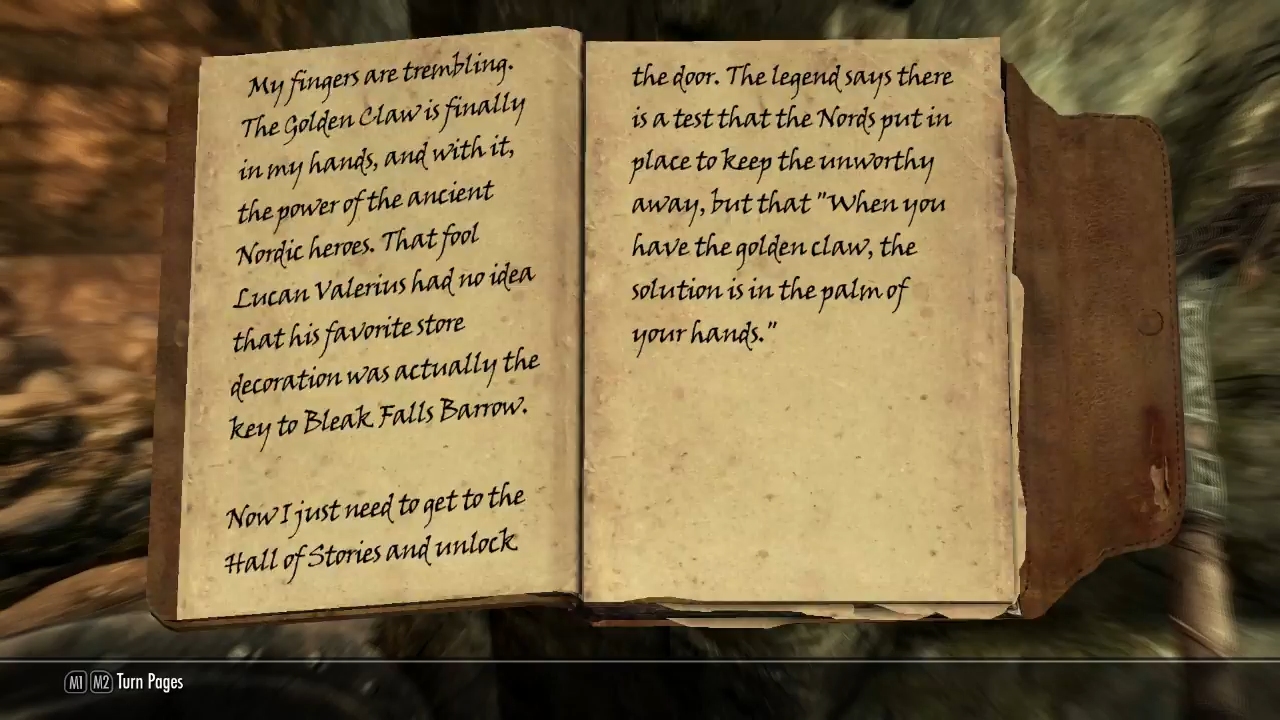 My fingers are trembling.
The Golden Claw is finally
in my hands, and with it,
the power of the ancient
Nordic heroes. That fool
Lucan Valerius had no idea
that his favorite store
decoration was actually the
key to Bleak Falls Barrow.
Now I just need to get to the
Hall of Stories and unlock
the door. The legend says there
is a test that the Nords put in
place to keep the unworthy
away, but that "When you
have the golden claw, the
solution is in the palm of
your hands."
M1 M2 Turn Pages